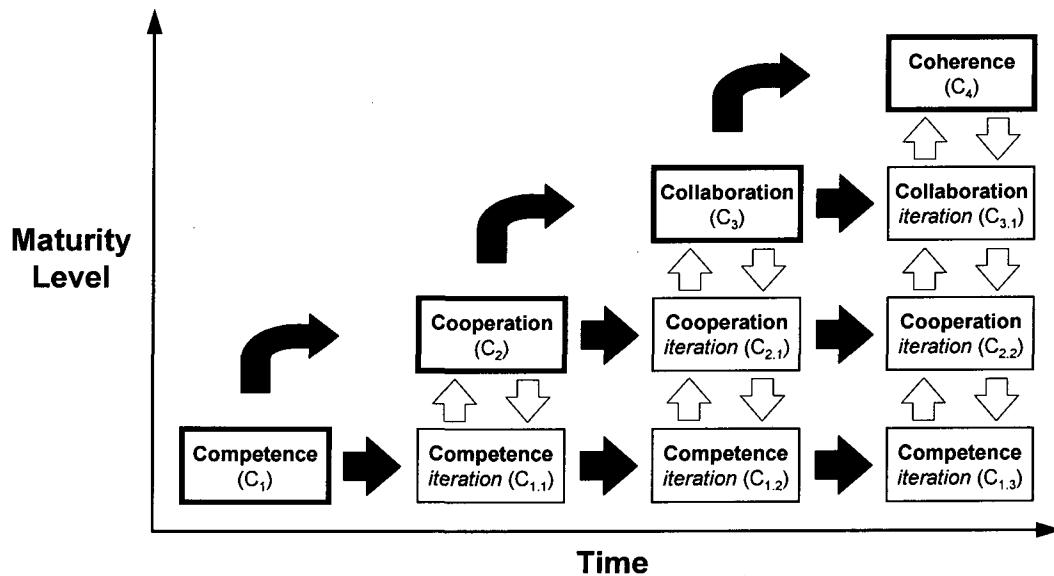 Coherence
(C4)
Collaboration
(C3)
Collaboration
iteration (C3.1)
Maturity
Level
Cooperation
(C2)
Cooperation
iteration (C2.1)
Cooperation
iteration (C2.2)
Competence
(C1)
Competence
iteration (C1.1)
Competence
iteration (C1.2)
Competence
iteration (C1.3)
Time